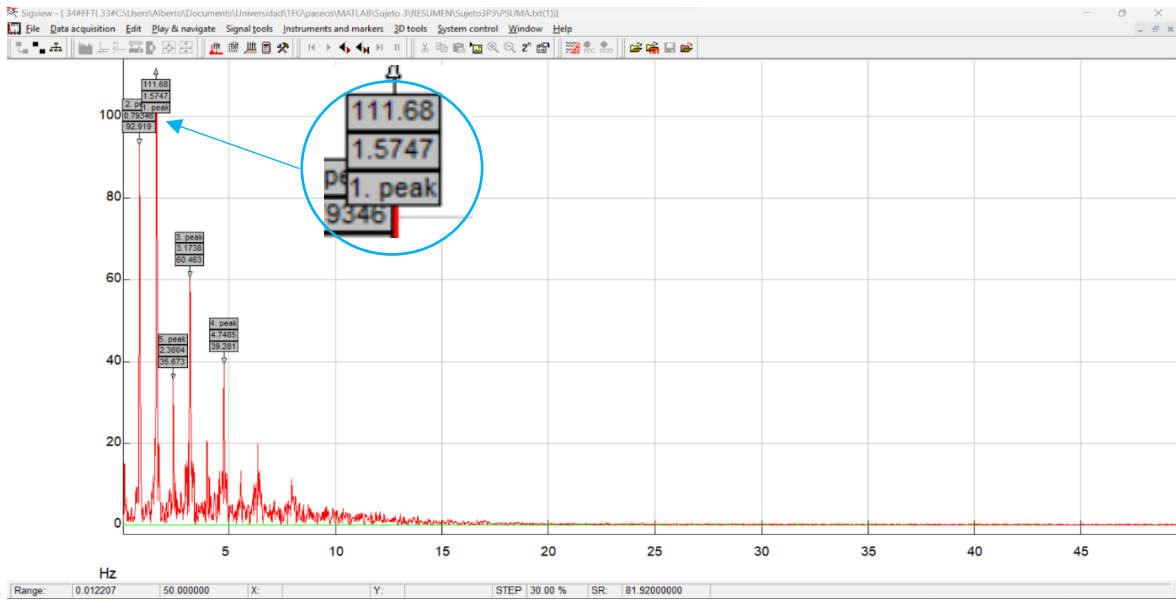 Sigview - [ 34#FFT( 33#C:\Users\Alberto\Documents\Universidad\TFG\paseos\MATLAB\Sujeto 3\RESUMEN\Sujeto3P3\PSUMA.txt(1))]
File Data acquisition Edit Play & navigate Signal tools Instruments and markers 3D tools System control Window Help
2ⁿ Rec Stop
111.68
1.5747
1. peak
2. p
0.79346
92.919
111.68
1.5747
1. peak
pe
9346
3. peak
3.1738
60.463
4. peak
4.7485
39.281
5. peak
2.3804
35.673
100
80
60
40
20
0
5 10 15 20 25 30 35 40 45
Hz
Range: 0.012207 50.000000 X: Y: STEP 30.00 % SR: 81.92000000